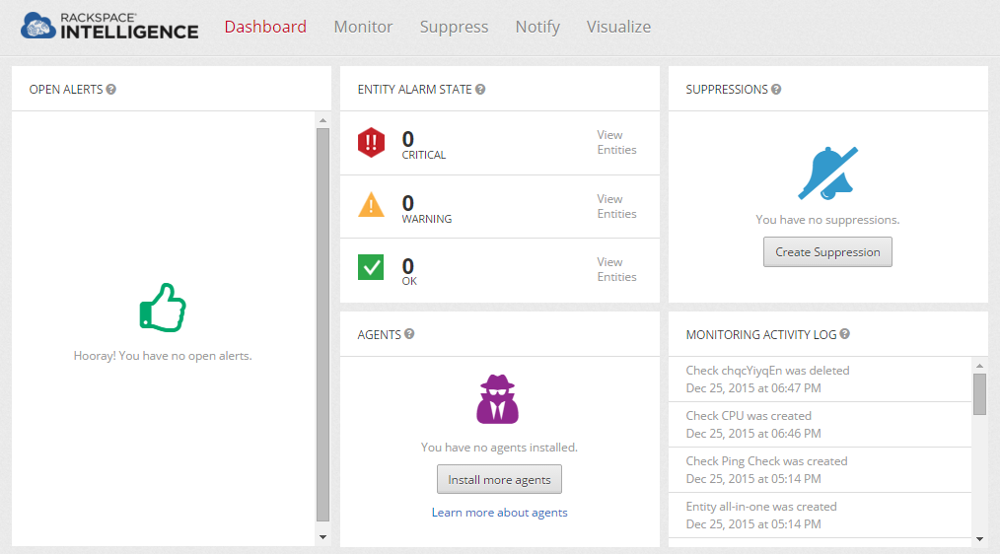 RACKSPACE®
INTELLIGENCE
Dashboard
Monitor
Suppress
Notify
Visualize
OPEN ALERTS ?
Hooray! You have no open alerts.
ENTITY ALARM STATE ?
!!
0
CRITICAL
View
Entities
!
0
WARNING
View
Entities
0
OK
View
Entities
SUPPRESSIONS ?
You have no suppressions.
Create Suppression
AGENTS ?
You have no agents installed.
Install more agents
Learn more about agents
MONITORING ACTIVITY LOG ?
Check chqcYiyqEn was deleted
Dec 25, 2015 at 06:47 PM
Check CPU was created
Dec 25, 2015 at 06:46 PM
Check Ping Check was created
Dec 25, 2015 at 05:14 PM
Entity all-in-one was created
Dec 25, 2015 at 05:14 PM